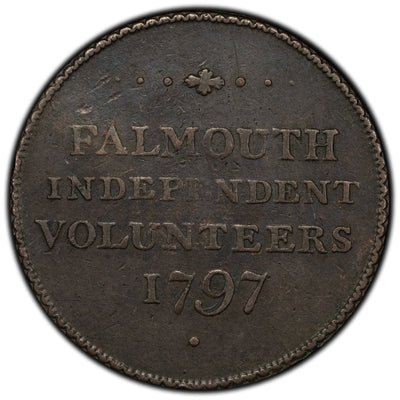 FALMOUTH
INDEPENDENT
VOLUNTEERS
1797